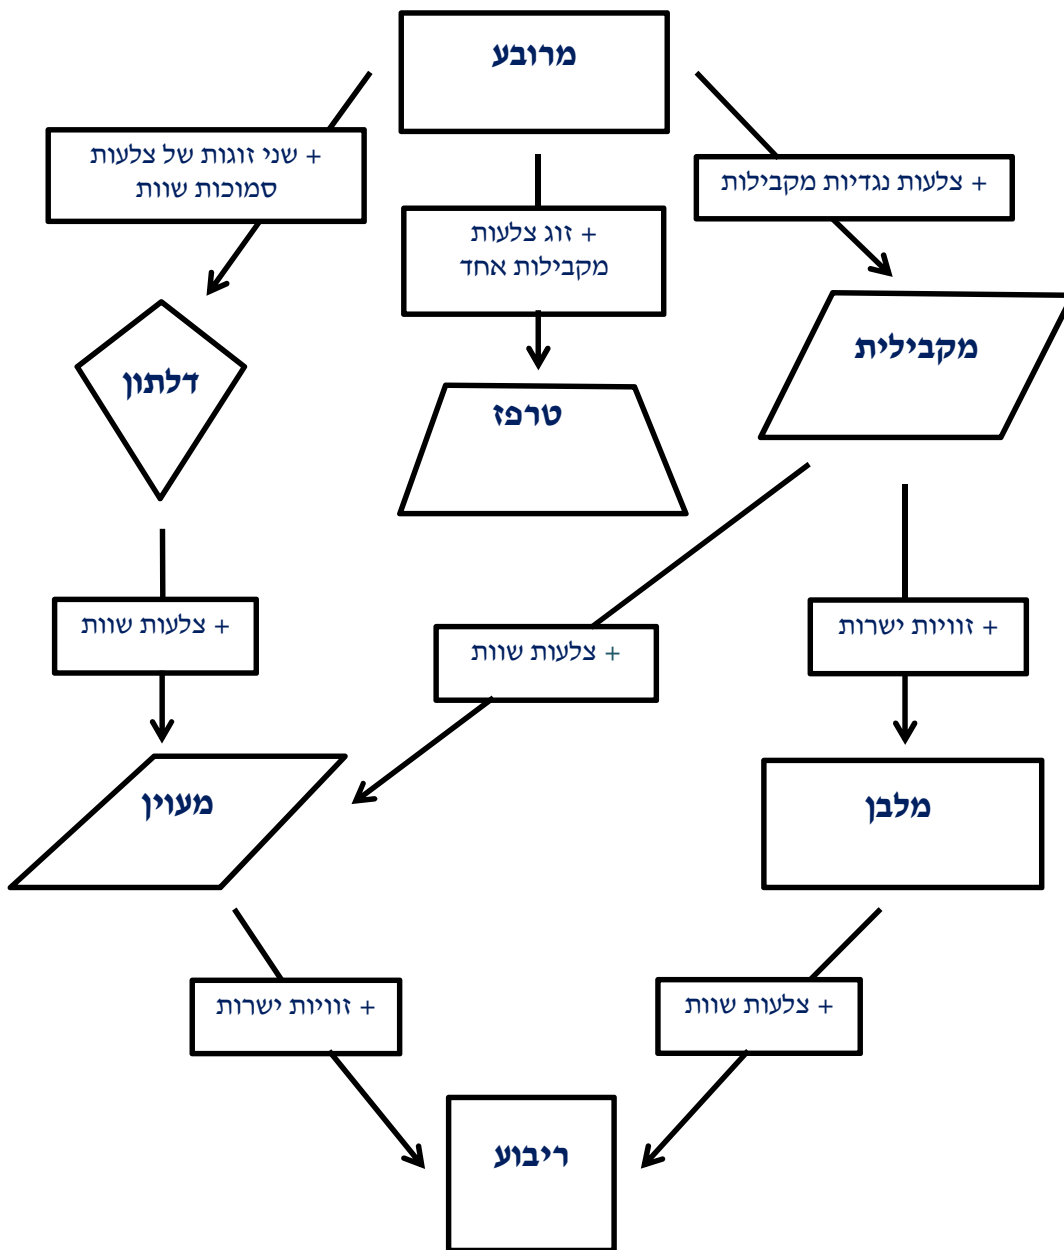 מרובע
+ שני זוגות של צלעות
סמוכות שוות
+ זוג צלעות
מקבילות אחד
+ צלעות נגדיות מקבילות
מקבילית
דלתון
טרפז
+ צלעות שוות
+ צלעות שוות
+ זוויות ישרות
מעוין
מלבן
+ זוויות ישרות
+ צלעות שוות
ריבוע